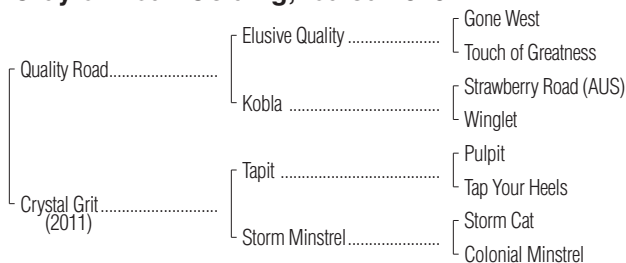 Gone West
Elusive Quality ......................
Touch of Greatness
Quality Road..........................
Strawberry Road (AUS)
Kobla ....................................
Winglet
Pulpit
Tapit .....................................
Tap Your Heels
Crystal Grit............................
(2011)
Storm Cat
Storm Minstrel......................
Colonial Minstrel